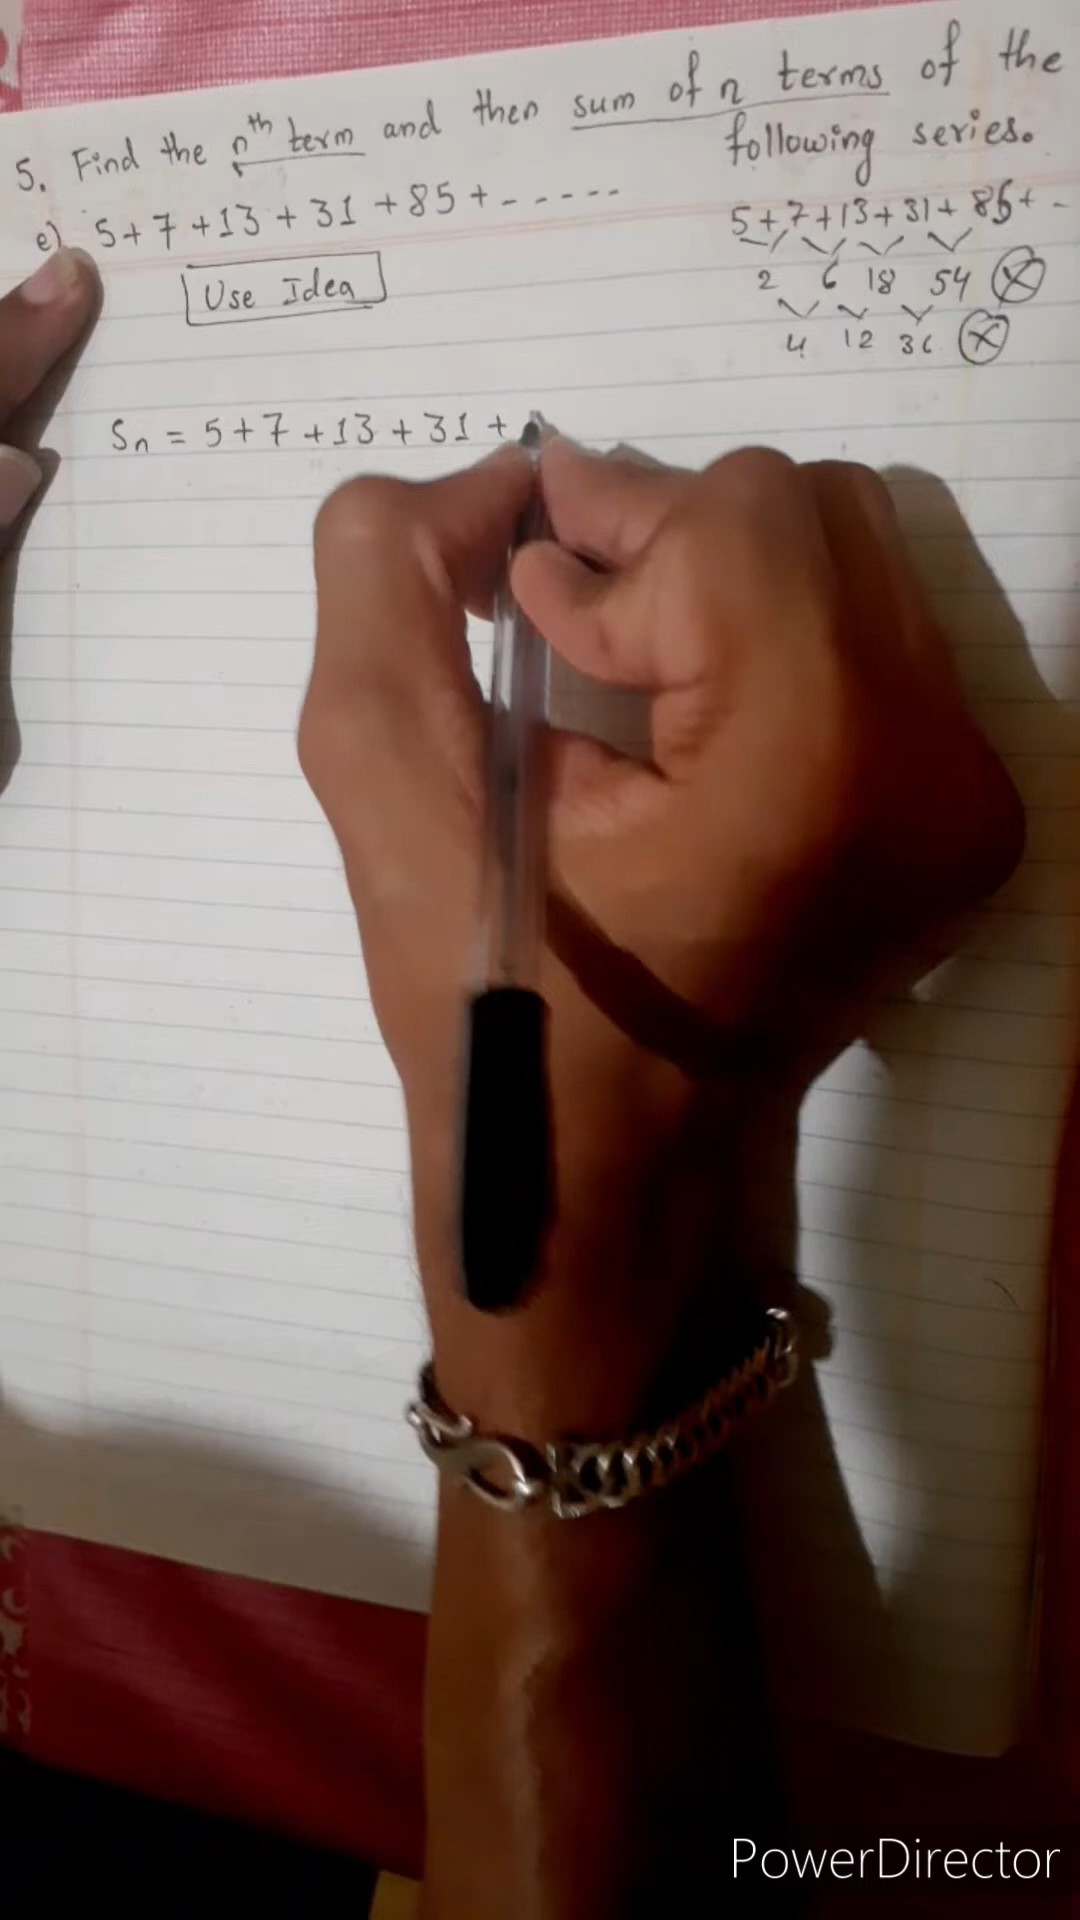 5. Find the nth term and then sum of n terms of the
following series.
e) 5+7+13+31+85+-----
Use Idea
5+7+13+31+85+-
2 6 18 54 X
4 12 36 X
Sn = 5+7+13+31+
PowerDirector